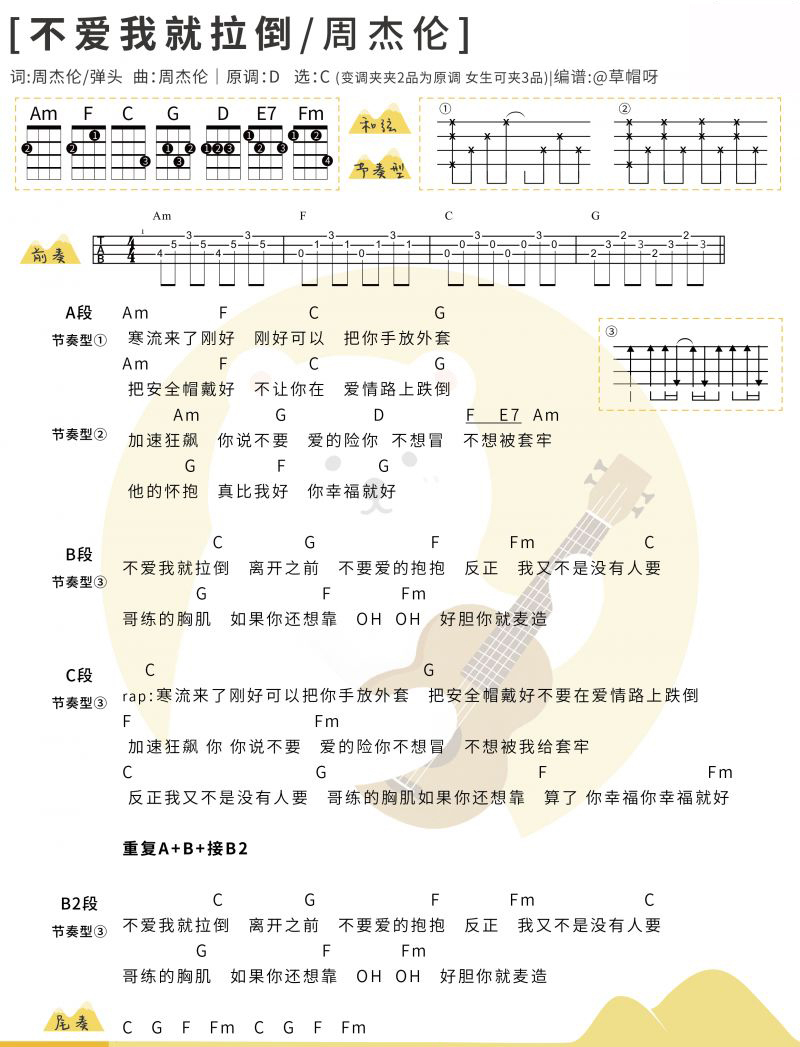 [不爱我就拉倒/周杰伦]
词:周杰伦/弹头 曲:周杰伦｜原调:D 选:C (变调夹夹2品为原调 女生可夹3品)|编谱:@草帽呀
Am F C G D E7 Fm
和弦
节奏型
① ②
Am F C G
前奏
A段 Am F C G
节奏型① 寒流来了刚好 刚好可以 把你手放外套
③
Am F C G
把安全帽戴好 不让你在 爱情路上跌倒
Am G D F E7 Am
节奏型② 加速狂飙 你说不要 爱的险你 不想冒 不想被套牢
G F G
他的怀抱 真比我好 你幸福就好
B段 C G F Fm C
节奏型③ 不爱我就拉倒 离开之前 不要爱的抱抱 反正 我又不是没有人要
G F Fm
哥练的胸肌 如果你还想靠 OH OH 好胆你就麦造
C段 C G
节奏型③ rap:寒流来了刚好可以把你手放外套 把安全帽戴好不要在爱情路上跌倒
F Fm
加速狂飙 你 你说不要 爱的险你不想冒 不想被我给套牢
C G F Fm
反正我又不是没有人要 哥练的胸肌如果你还想靠 算了 你幸福你幸福就好
重复A+B+接B2
B2段 C G F Fm C
节奏型③ 不爱我就拉倒 离开之前 不要爱的抱抱 反正 我又不是没有人要
G F Fm
哥练的胸肌 如果你还想靠 OH OH 好胆你就麦造
尾奏 C G F Fm C G F Fm